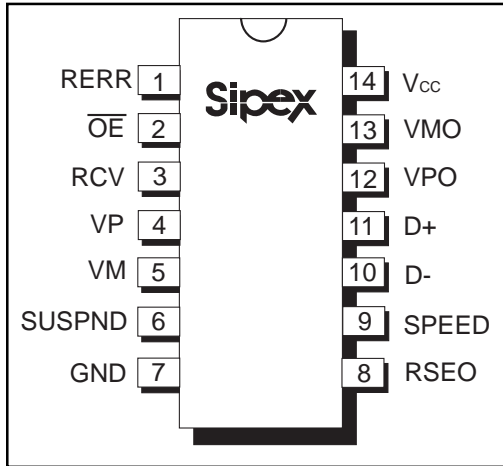 Sipex
RERR 1 14 Vcc
OE 2 13 VMO
RCV 3 12 VPO
VP 4 11 D+
VM 5 10 D-
SUSPND 6 9 SPEED
GND 7 8 RSEO